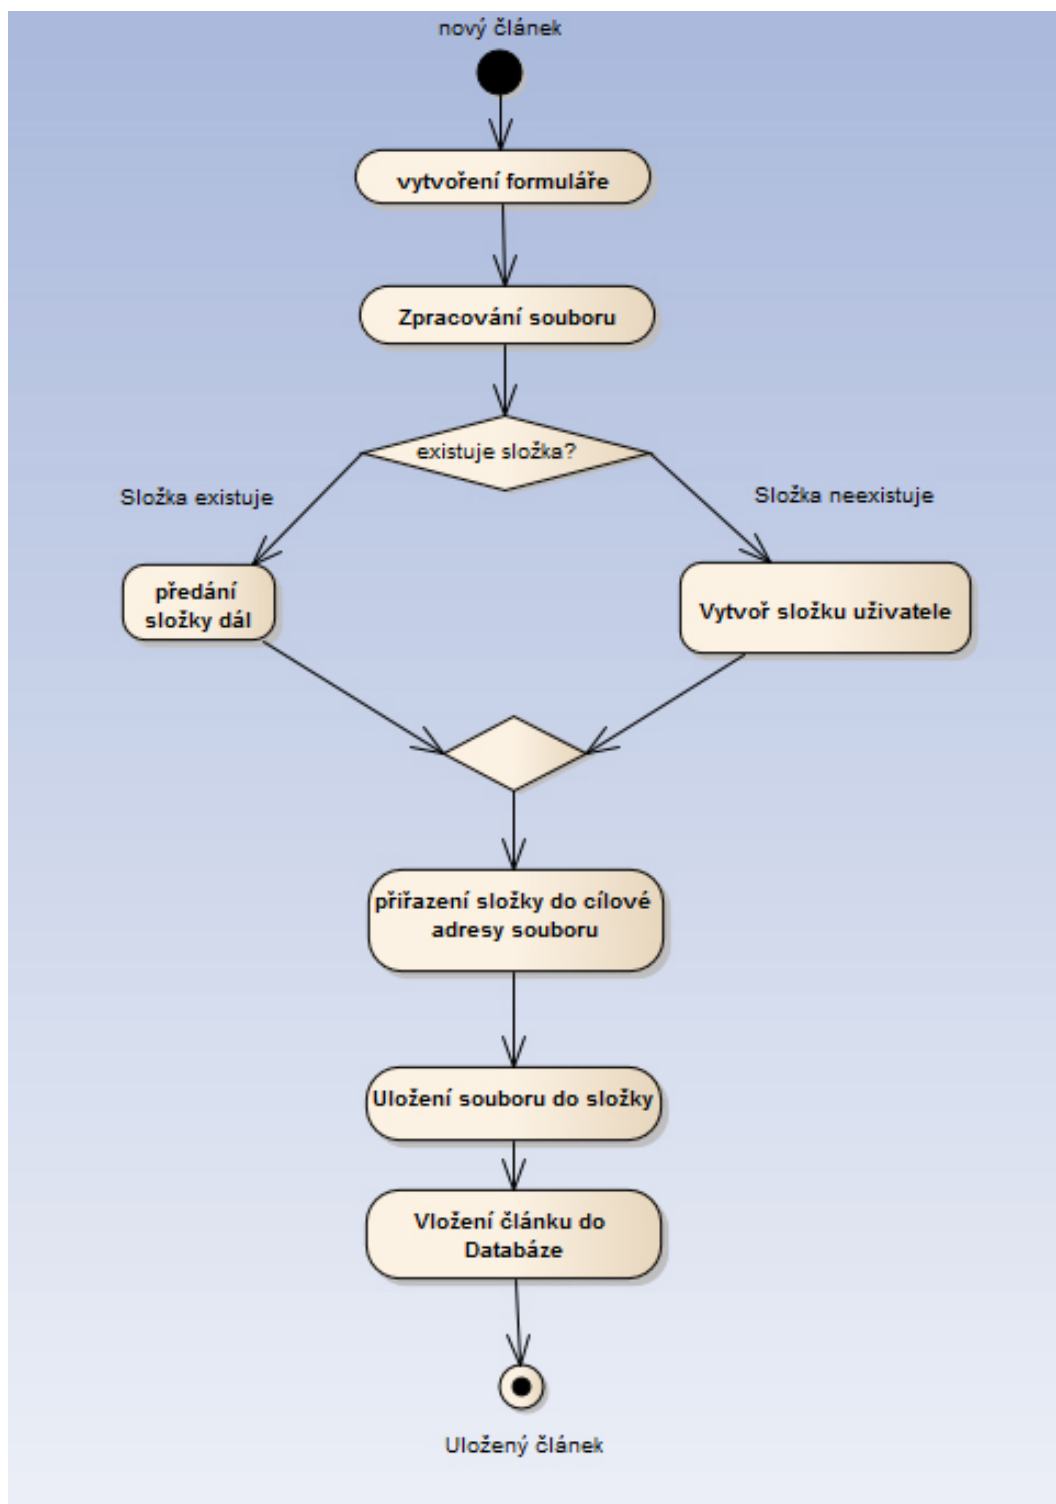 nový článek
vytvoření formuláře
Zpracování souboru
existuje složka?
Složka existuje
Složka neexistuje
předání
složky dál
Vytvoř složku uživatele
přiřazení složky do cílové
adresy souboru
Uložení souboru do složky
Vložení článku do
Databáze
Uložený článek